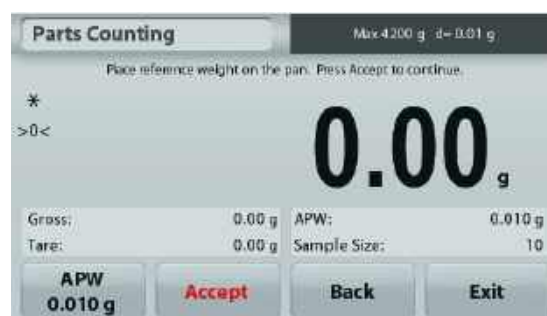 Parts Counting
Max 4200 g d=0.01 g
Place reference weight on the pan. Press Accept to continue.
*
>0<
0.00 g
Gross: 0.00 g APW: 0.010 g
Tare: 0.00 g Sample Size: 10
APW Accept Back Exit
0.010 g